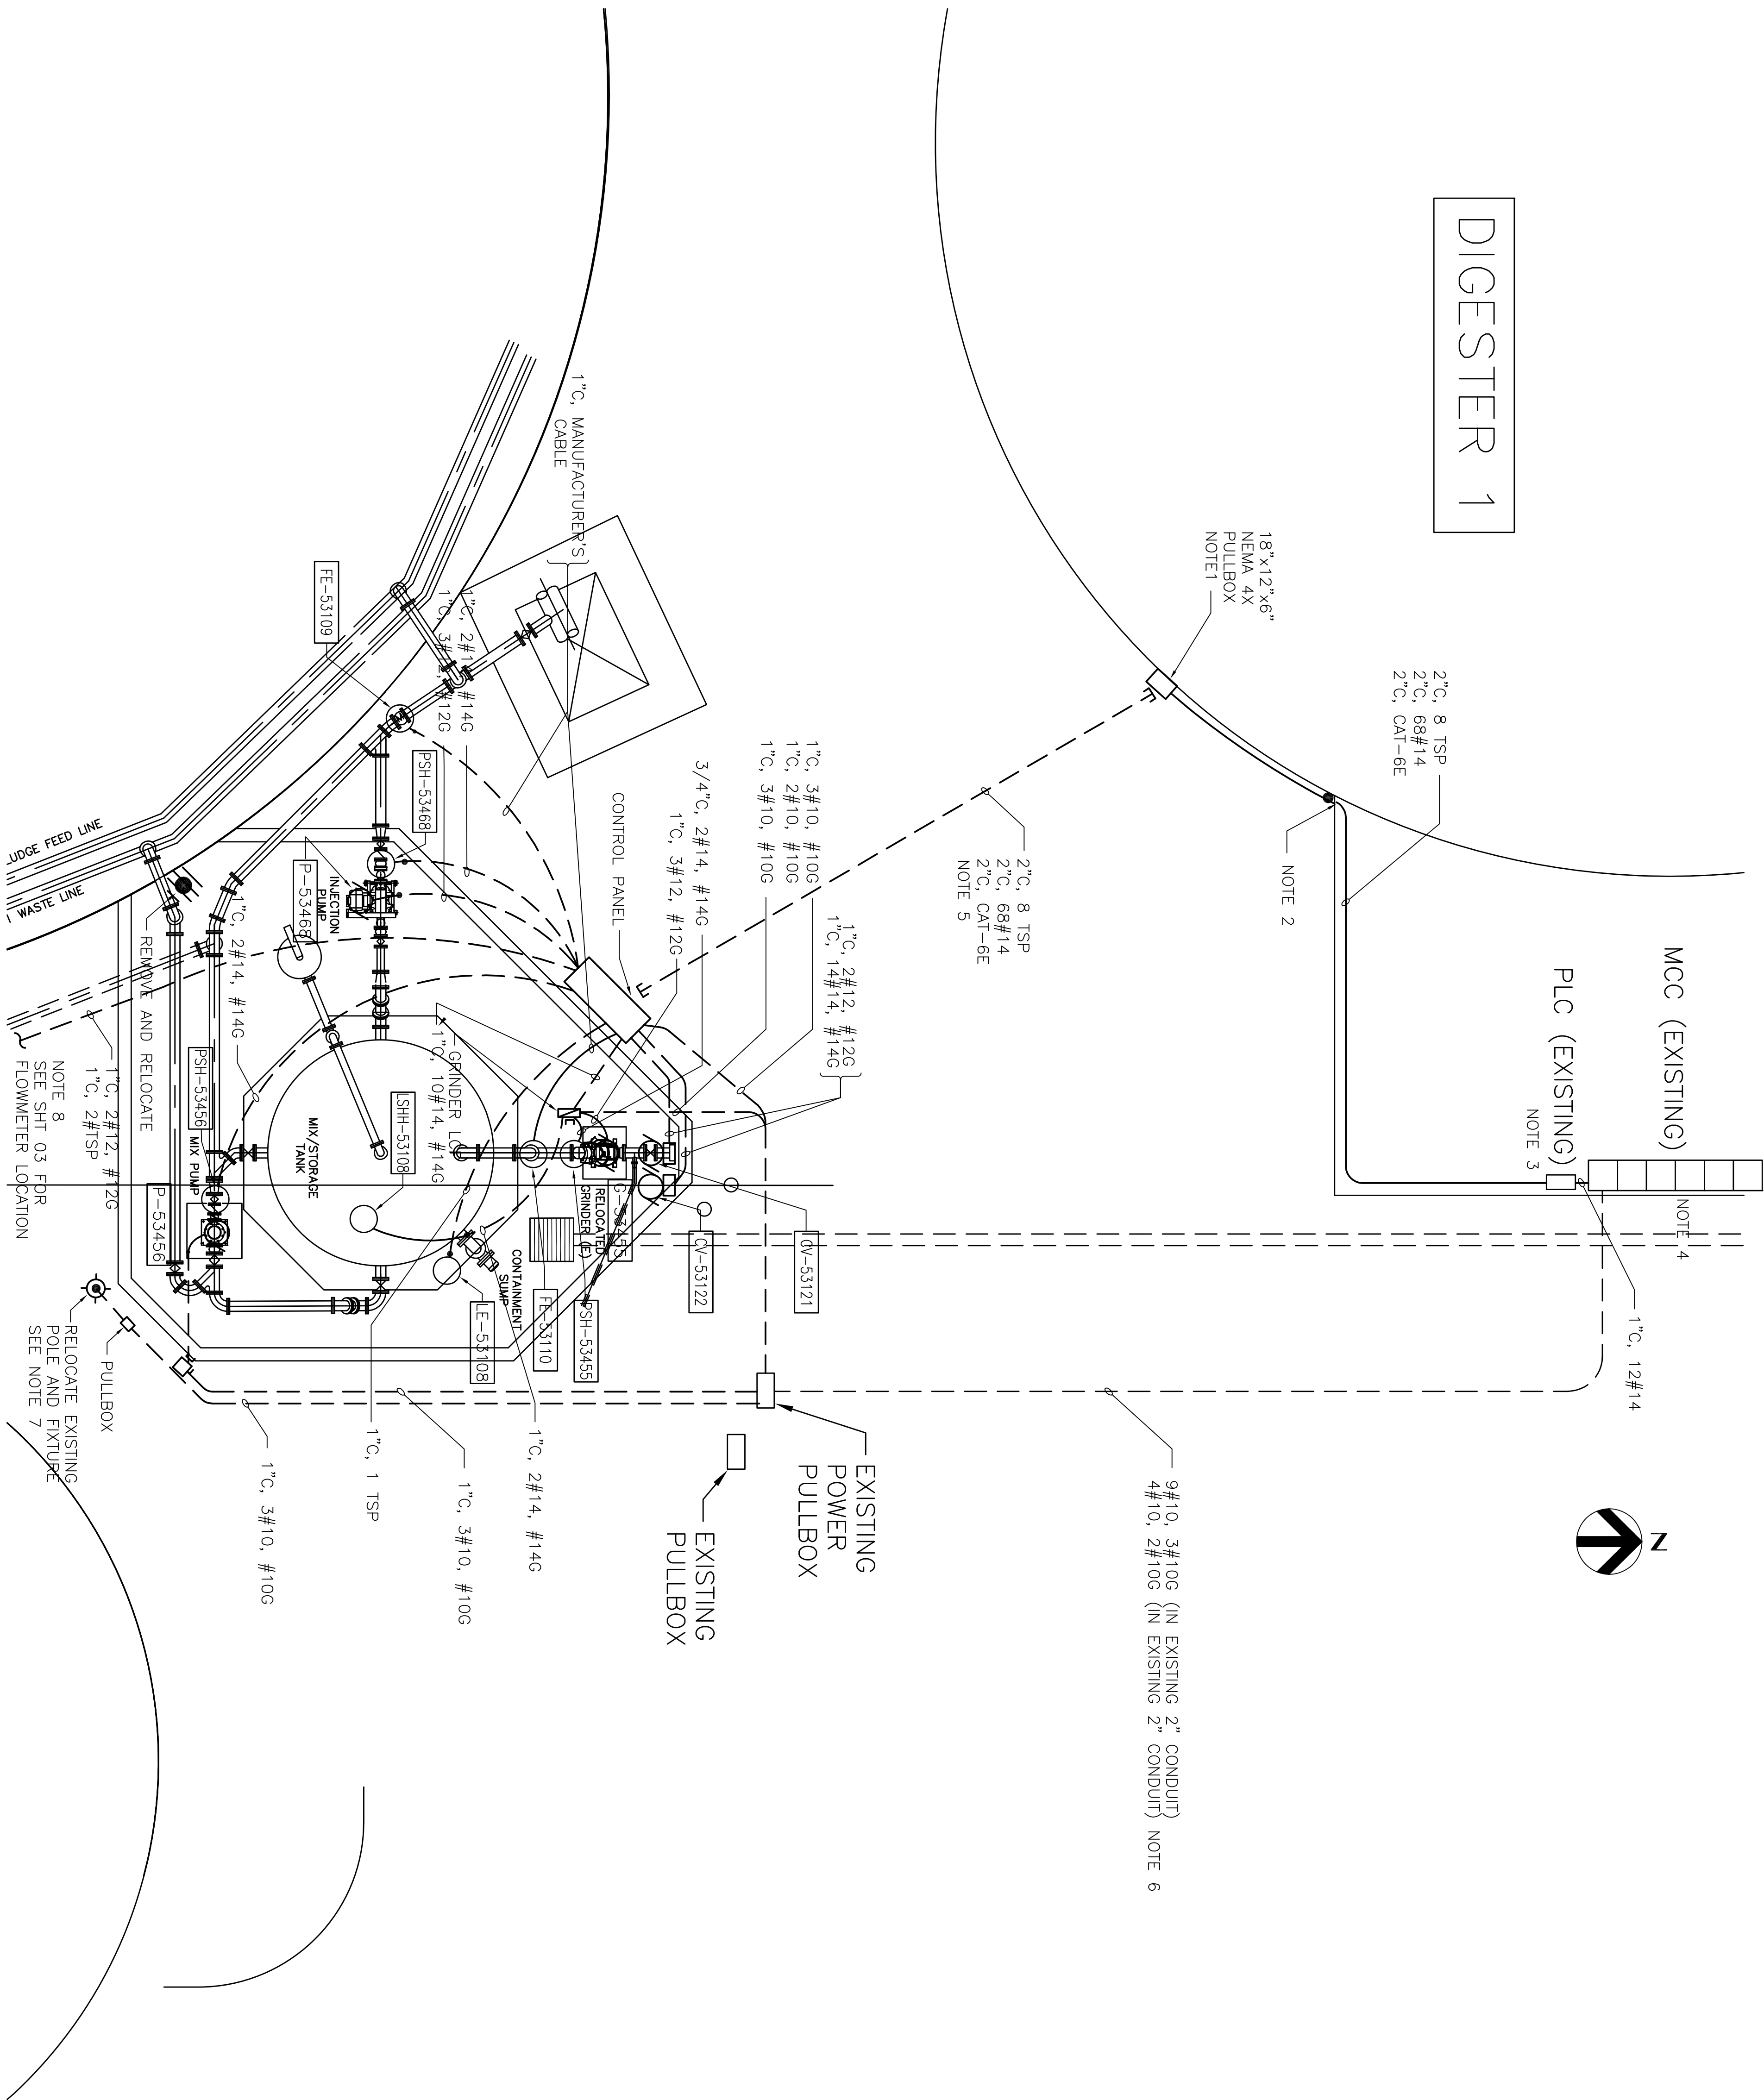 DIGESTER 1
MCC (EXISTING)
NOTE 4
PLC (EXISTING)
NOTE 3
1"C, 12#14
N
2"C, 8 TSP
2"C, 68#14
2"C, CAT-6E
NOTE 2
18"x12"x6"
NEMA 4X
PULLBOX
NOTE1
2"C, 8 TSP
2"C, 68#14
2"C, CAT-6E
NOTE 5
9#10, 3#10G (IN EXISTING 2" CONDUIT)
4#10, 2#10G (IN EXISTING 2" CONDUIT) NOTE 6
1"C, 2#12, #12G
1"C, 14#14, #14G
1"C, 3#10, #10G
1"C, 2#10, #10G
1"C, 3#10, #10G
3/4"C, 2#14, #14G
1"C, 3#12, #12G
CONTROL PANEL
EXISTING
POWER
PULLBOX
EXISTING
PULLBOX
CV-53121
CV-53122
G-53455
RELOCATED
GRINDER (E)
PSH-53455
FE-53110
CONTAINMENT
SUMP
LE-53108
1"C, MANUFACTURER'S
CABLE
1"C, #14G
1"C, #12G
FE-53109
PSH-53468
INJECTION
PUMP
P-53468
GRINDER
1"C, 10#14, #14G
LSHH-53108
MIX/STORAGE
TANK
1"C, 2#14, #14G
1"C, 3#10, #10G
1"C, 1 TSP
1"C, 3#10, #10G
1"C, 2#14, #14G
PSH-53456
MIX PUMP
P-53456
UDGE FEED LINE
WASTE LINE
REMOVE AND RELOCATE
1"C, 2#12, #12G
1"C, 2#TSP
NOTE 8
SEE SHT 03 FOR
FLOWMETER LOCATION
PULLBOX
RELOCATE EXISTING
POLE AND FIXTURE
SEE NOTE 7